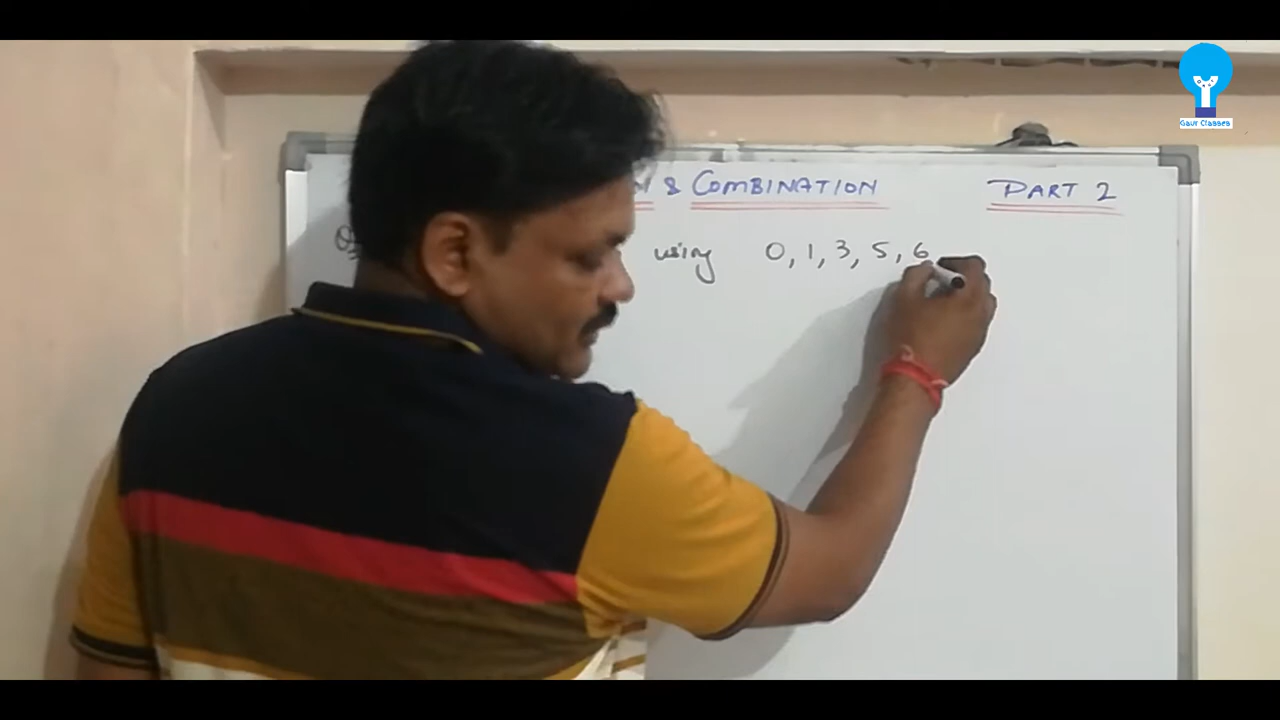 & COMBINATION PART 2
using 0, 1, 3, 5, 6
Gaur Classes